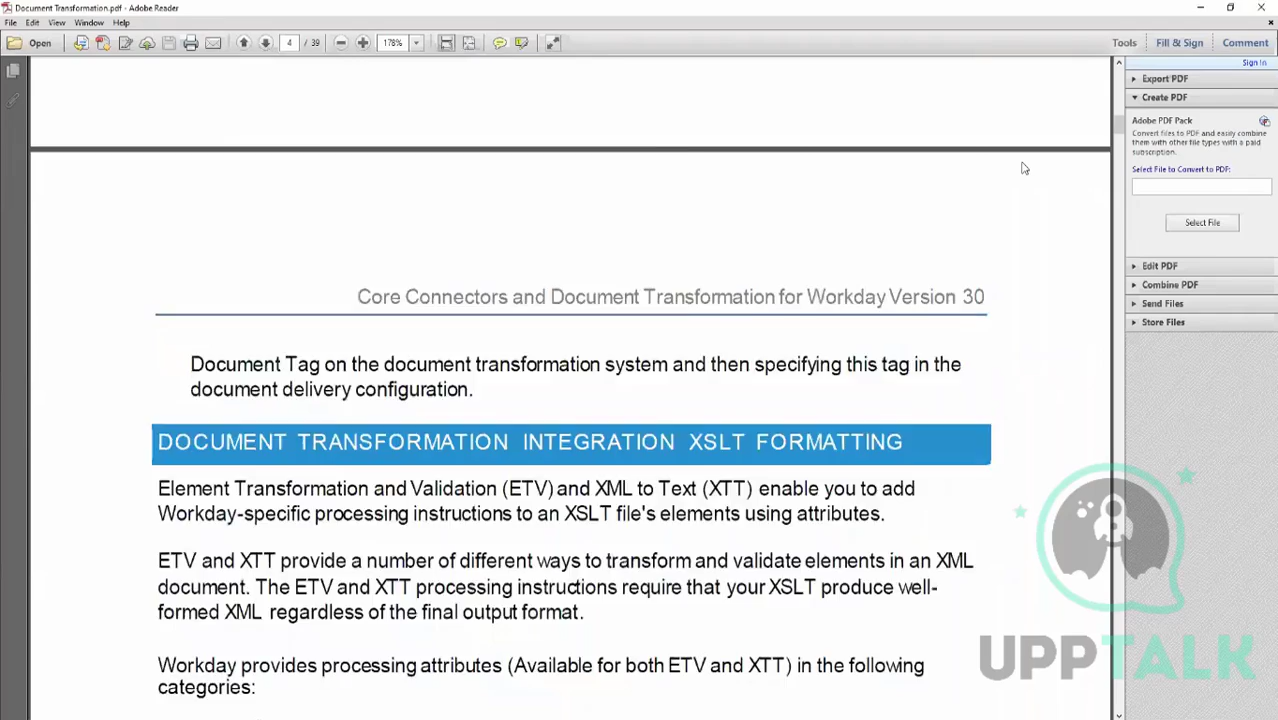 Document Transformation.pdf - Adobe Reader
File Edit View Window Help
Open 4 / 39 178% Tools Fill & Sign Comment
Sign In
Export PDF
Create PDF
Adobe PDF Pack
Convert files to PDF and easily combine
them with other file types with a paid
subscription.
Select File to Convert to PDF:
Select File
Edit PDF
Combine PDF
Send Files
Store Files
Core Connectors and Document Transformation for Workday Version 30
Document Tag on the document transformation system and then specifying this tag in the
document delivery configuration.
DOCUMENT TRANSFORMATION INTEGRATION XSLT FORMATTING
Element Transformation and Validation (ETV) and XML to Text (XTT) enable you to add
Workday-specific processing instructions to an XSLT file's elements using attributes.
ETV and XTT provide a number of different ways to transform and validate elements in an XML
document. The ETV and XTT processing instructions require that your XSLT produce well-
formed XML regardless of the final output format.
Workday provides processing attributes (Available for both ETV and XTT) in the following
categories:
UPPTALK